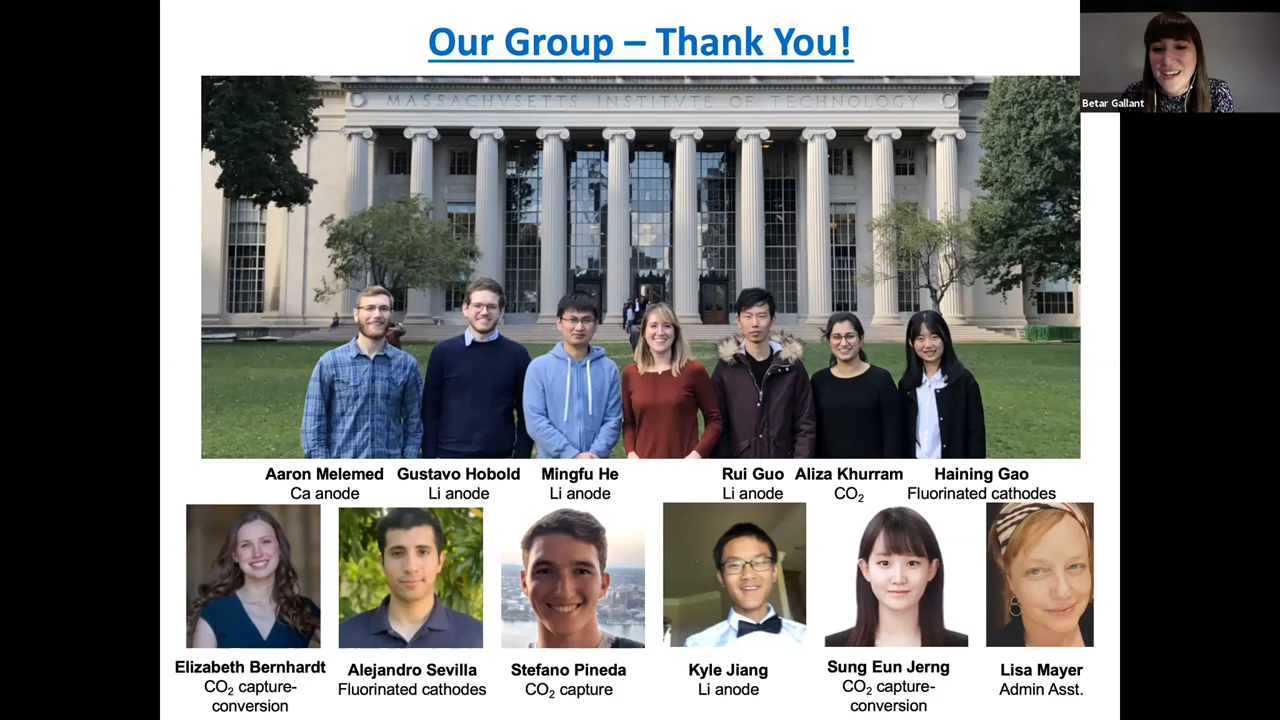 Our Group – Thank You!
Betar Gallant
MASSACHVSETTS INSTITVTE OF TECHNOLOGY
Aaron Melemed
Ca anode
Gustavo Hobold
Li anode
Mingfu He
Li anode
Rui Guo
Li anode
Aliza Khurram
CO₂
Haining Gao
Fluorinated cathodes
Elizabeth Bernhardt
CO₂ capture-
conversion
Alejandro Sevilla
Fluorinated cathodes
Stefano Pineda
CO₂ capture
Kyle Jiang
Li anode
Sung Eun Jerng
CO₂ capture-
conversion
Lisa Mayer
Admin Asst.